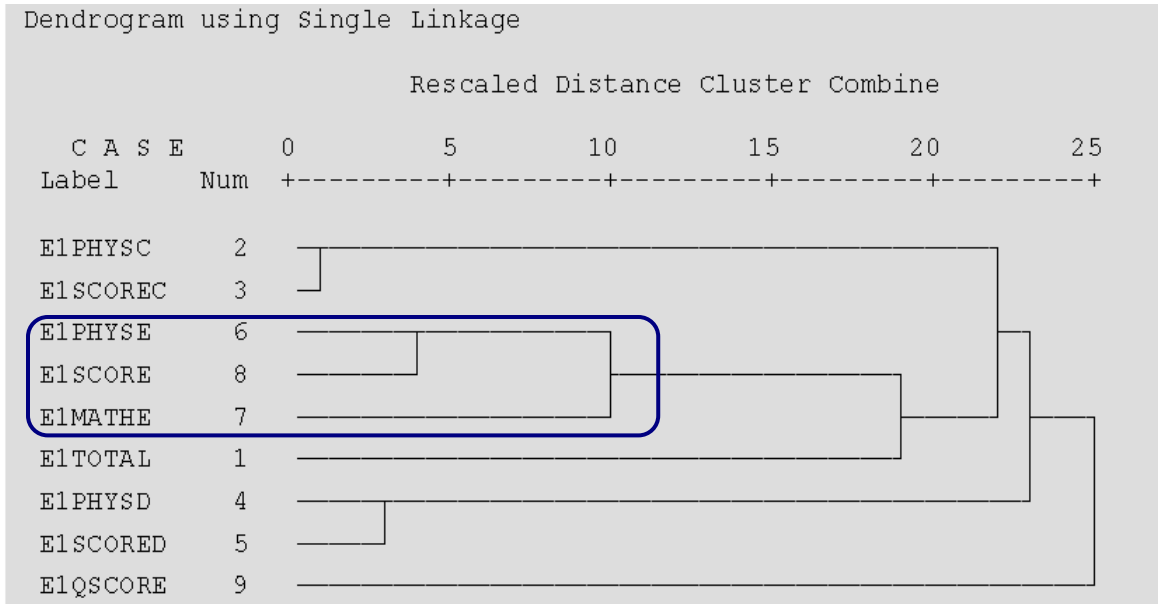 Dendrogram using Single Linkage
Rescaled Distance Cluster Combine
C A S E 0 5 10 15 20 25
Label Num +---------+---------+---------+---------+---------+
E1PHYSC 2
E1SCOREC 3
E1PHYSE 6
E1SCORE 8
E1MATHE 7
E1TOTAL 1
E1PHYSD 4
E1SCORED 5
E1QSCORE 9